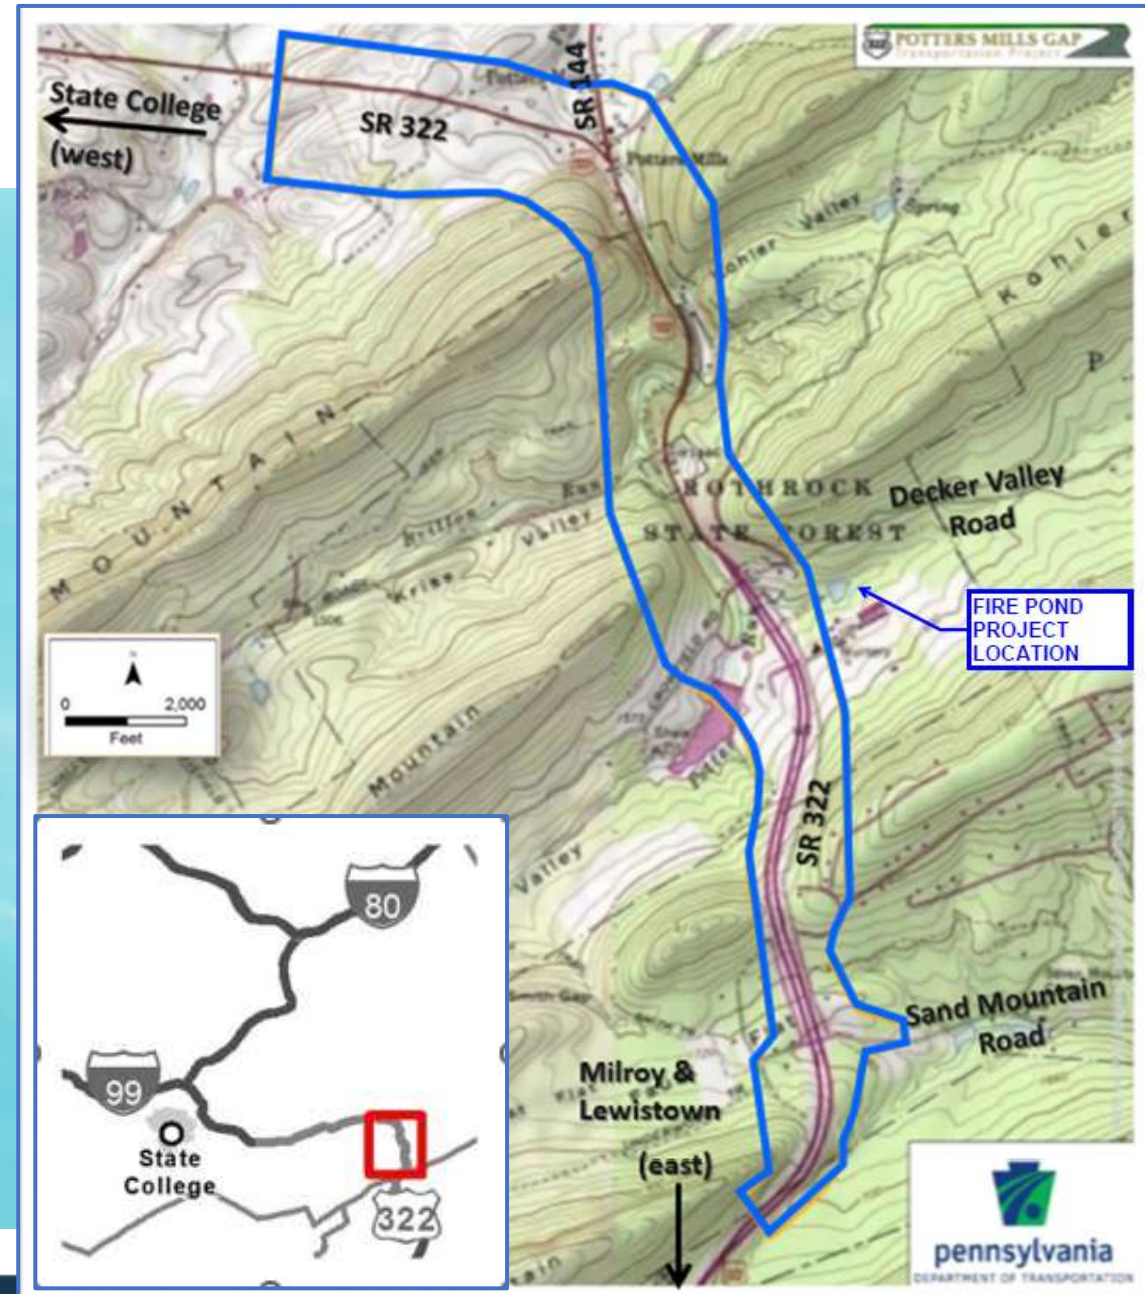 POTTERS MILLS GAP
Transportation Project
State College
(west)
SR 322
SR 144
Potters Mills
Kohler Valley
Spring
Kohler
P
MOUNTAIN
ROTHROCK
STATE FOREST
Decker Valley
Road
Krise Valley
FIRE POND
PROJECT
LOCATION
0 2,000
Feet
Mountain
SR 322
Valley
Sand Mountain
Road
Milroy &
Lewistown
(east)
80
99
State
College
322
pennsylvania
DEPARTMENT OF TRANSPORTATION